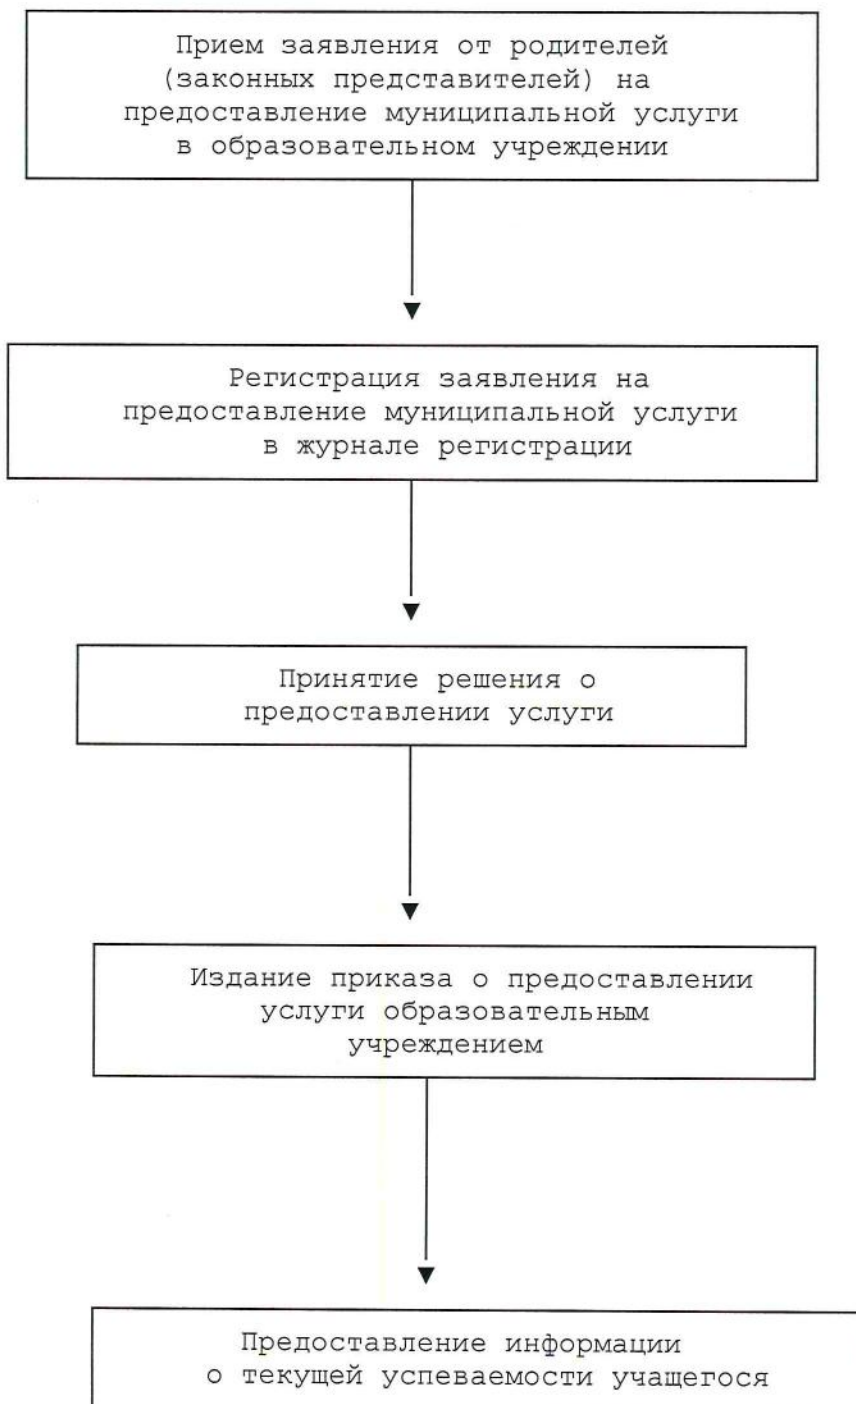 Прием заявления от родителей
(законных представителей) на
предоставление муниципальной услуги
в образовательном учреждении
Регистрация заявления на
предоставление муниципальной услуги
в журнале регистрации
Принятие решения о
предоставлении услуги
Издание приказа о предоставлении
услуги образовательным
учреждением
Предоставление информации
о текущей успеваемости учащегося